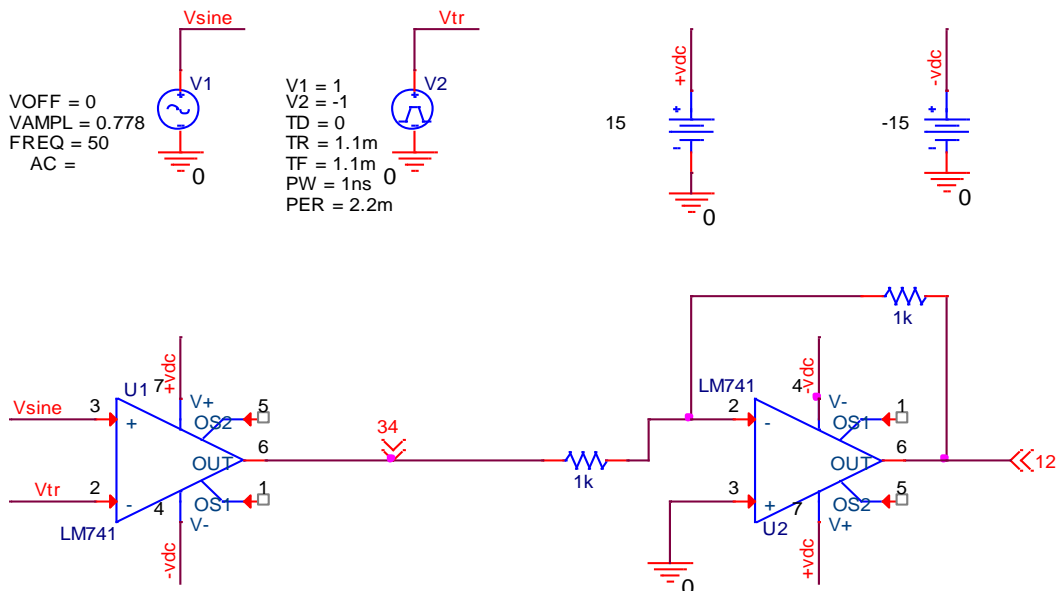 Vsine
Vtr
+vdc
-vdc
V1
VOFF = 0
VAMPL = 0.778
FREQ = 50
AC =
0
V2
V1 = 1
V2 = -1
TD = 0
TR = 1.1m
TF = 1.1m
PW = 1ns
PER = 2.2m
0
15
0
-15
0
U1
7
+vdc
V+
Vsine
3
+
5
OS2
OUT
6
Vtr
2
-
1
OS1
4
V-
LM741
-vdc
34
1k
1k
LM741
4
-vdc
V-
2
-
1
OS1
OUT
6
12
3
+
5
OS2
7
V+
U2
+vdc
0